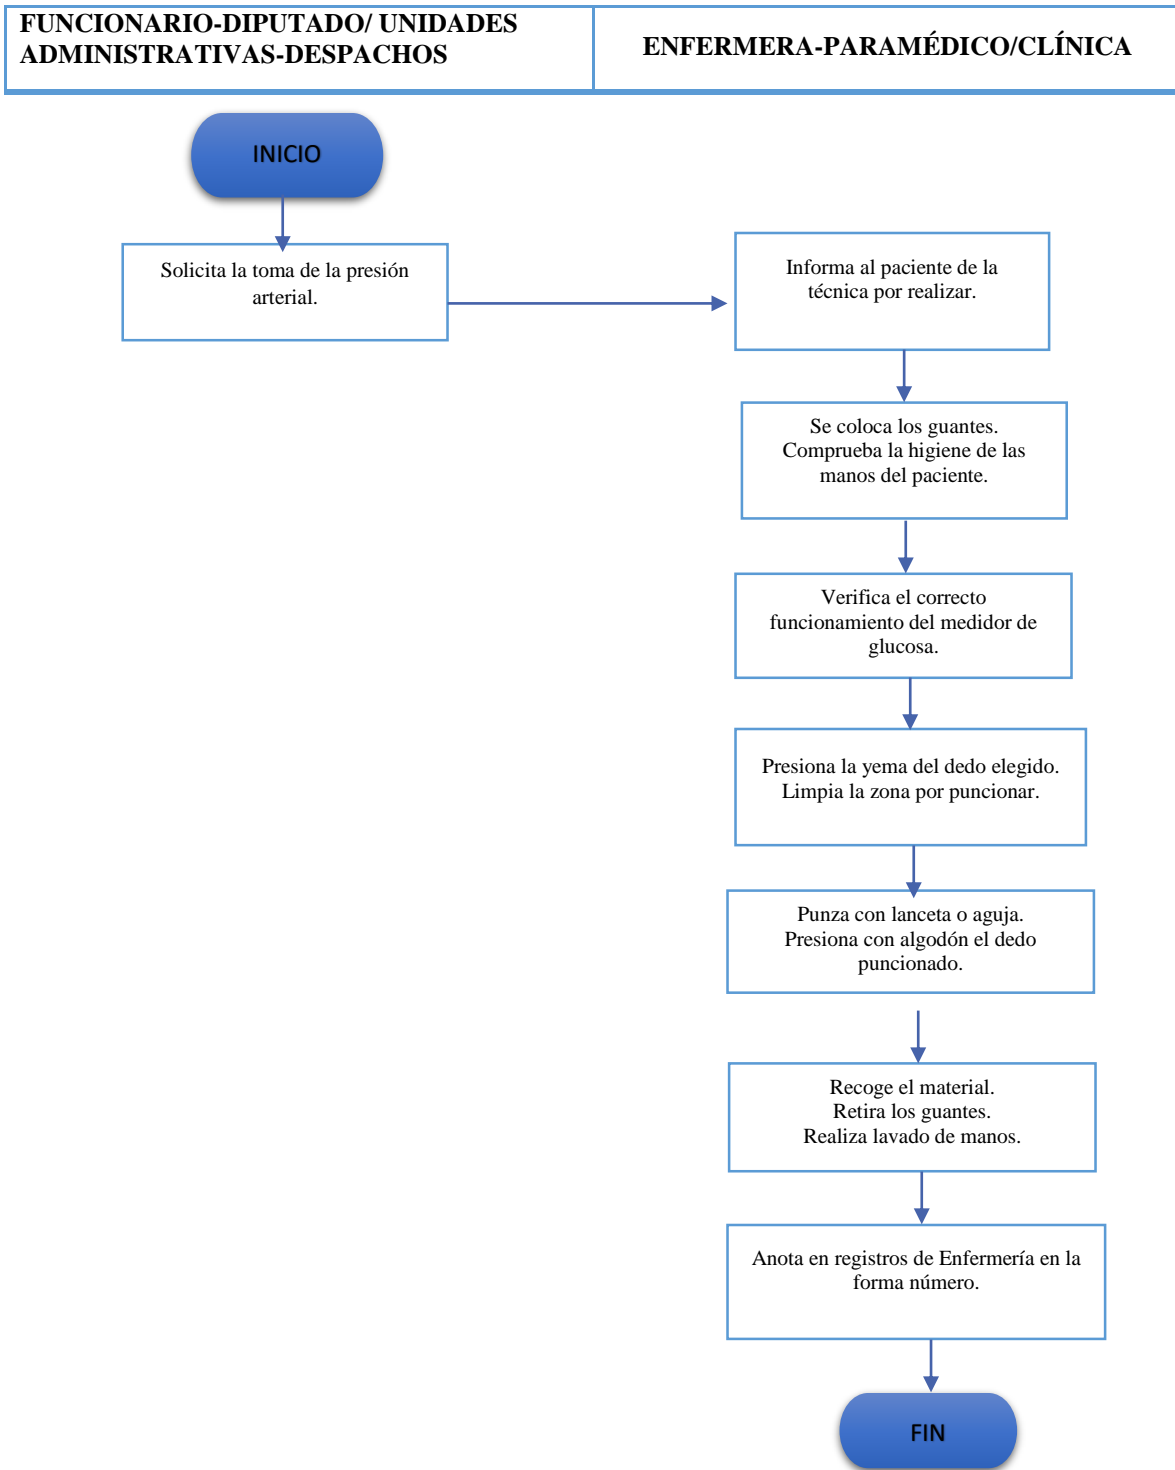 FUNCIONARIO-DIPUTADO/ UNIDADES
ADMINISTRATIVAS-DESPACHOS
ENFERMERA-PARAMÉDICO/CLÍNICA
INICIO
Solicita la toma de la presión
arterial.
Informa al paciente de la
técnica por realizar.
Se coloca los guantes.
Comprueba la higiene de las
manos del paciente.
Verifica el correcto
funcionamiento del medidor de
glucosa.
Presiona la yema del dedo elegido.
Limpia la zona por puncionar.
Punza con lanceta o aguja.
Presiona con algodón el dedo
puncionado.
Recoge el material.
Retira los guantes.
Realiza lavado de manos.
Anota en registros de Enfermería en la
forma número.
FIN